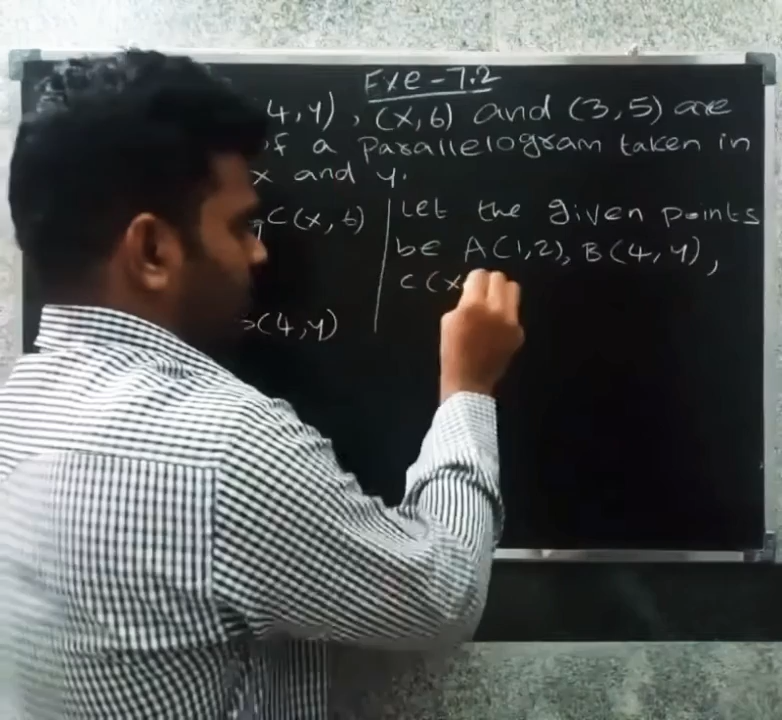 Exe-7.2
4,y), (x,6) and (3,5) are
of a parallelogram taken in
x and y.
C(x,6)
(4,y)
Let the given points
be A(1,2), B(4,y),
C(x